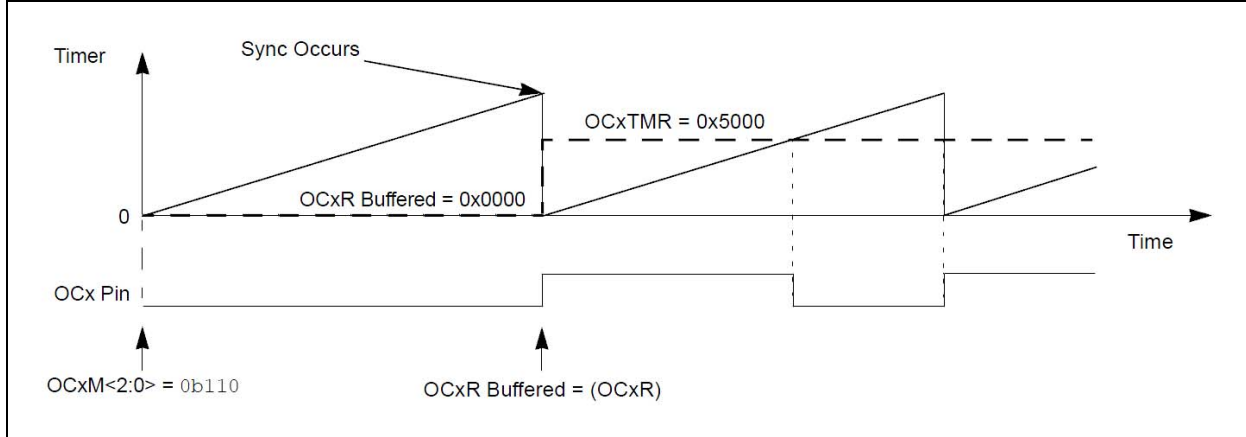 Sync Occurs
Timer
OCxTMR = 0x5000
OCxR Buffered = 0x0000
0
Time
OCx Pin
OCxM<2:0> = 0b110
OCxR Buffered = (OCxR)